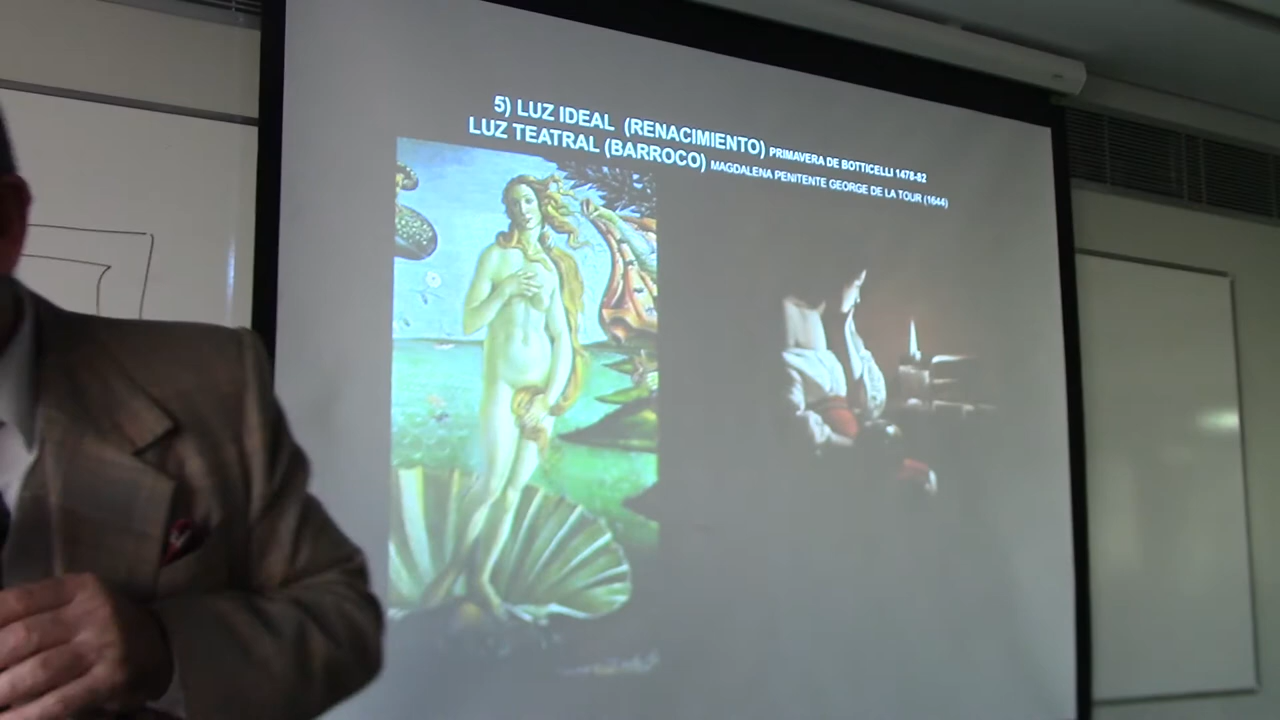 5) LUZ IDEAL (RENACIMIENTO) PRIMAVERA DE BOTTICELLI 1478-82
LUZ TEATRAL (BARROCO) MAGDALENA PENITENTE GEORGE DE LA TOUR (1644)